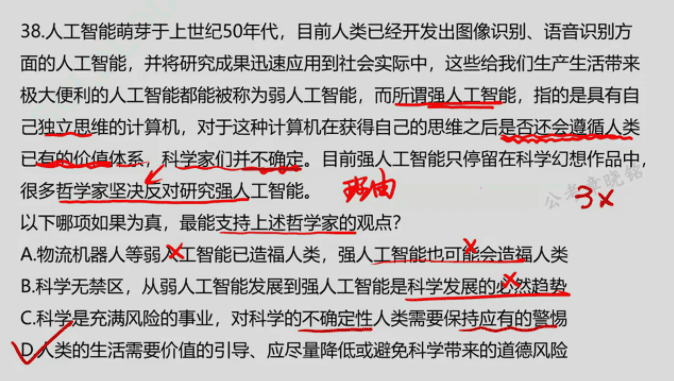 38.人工智能萌芽于上世纪50年代，目前人类已经开发出图像识别、语音识别方
面的人工智能，并将研究成果迅速应用到社会实际中，这些给我们生产生活带来
极大便利的人工智能都能被称为弱人工智能，而所谓强人工智能，指的是具有自
己独立思维的计算机，对于这种计算机在获得自己的思维之后是否还会遵循人类
已有的价值体系，科学家们并不确定。目前强人工智能只停留在科学幻想作品中，
很多哲学家坚决反对研究强人工智能。
理由
公考章晓铭
3x
以下哪项如果为真，最能支持上述哲学家的观点？
A.物流机器人等弱人工智能已造福人类，强人工智能也可能会造福人类
B.科学无禁区，从弱人工智能发展到强人工智能是科学发展的必然趋势
C.科学是充满风险的事业，对科学的不确定性人类需要保持应有的警惕
D.人类的生活需要价值的引导、应尽量降低或避免科学带来的道德风险